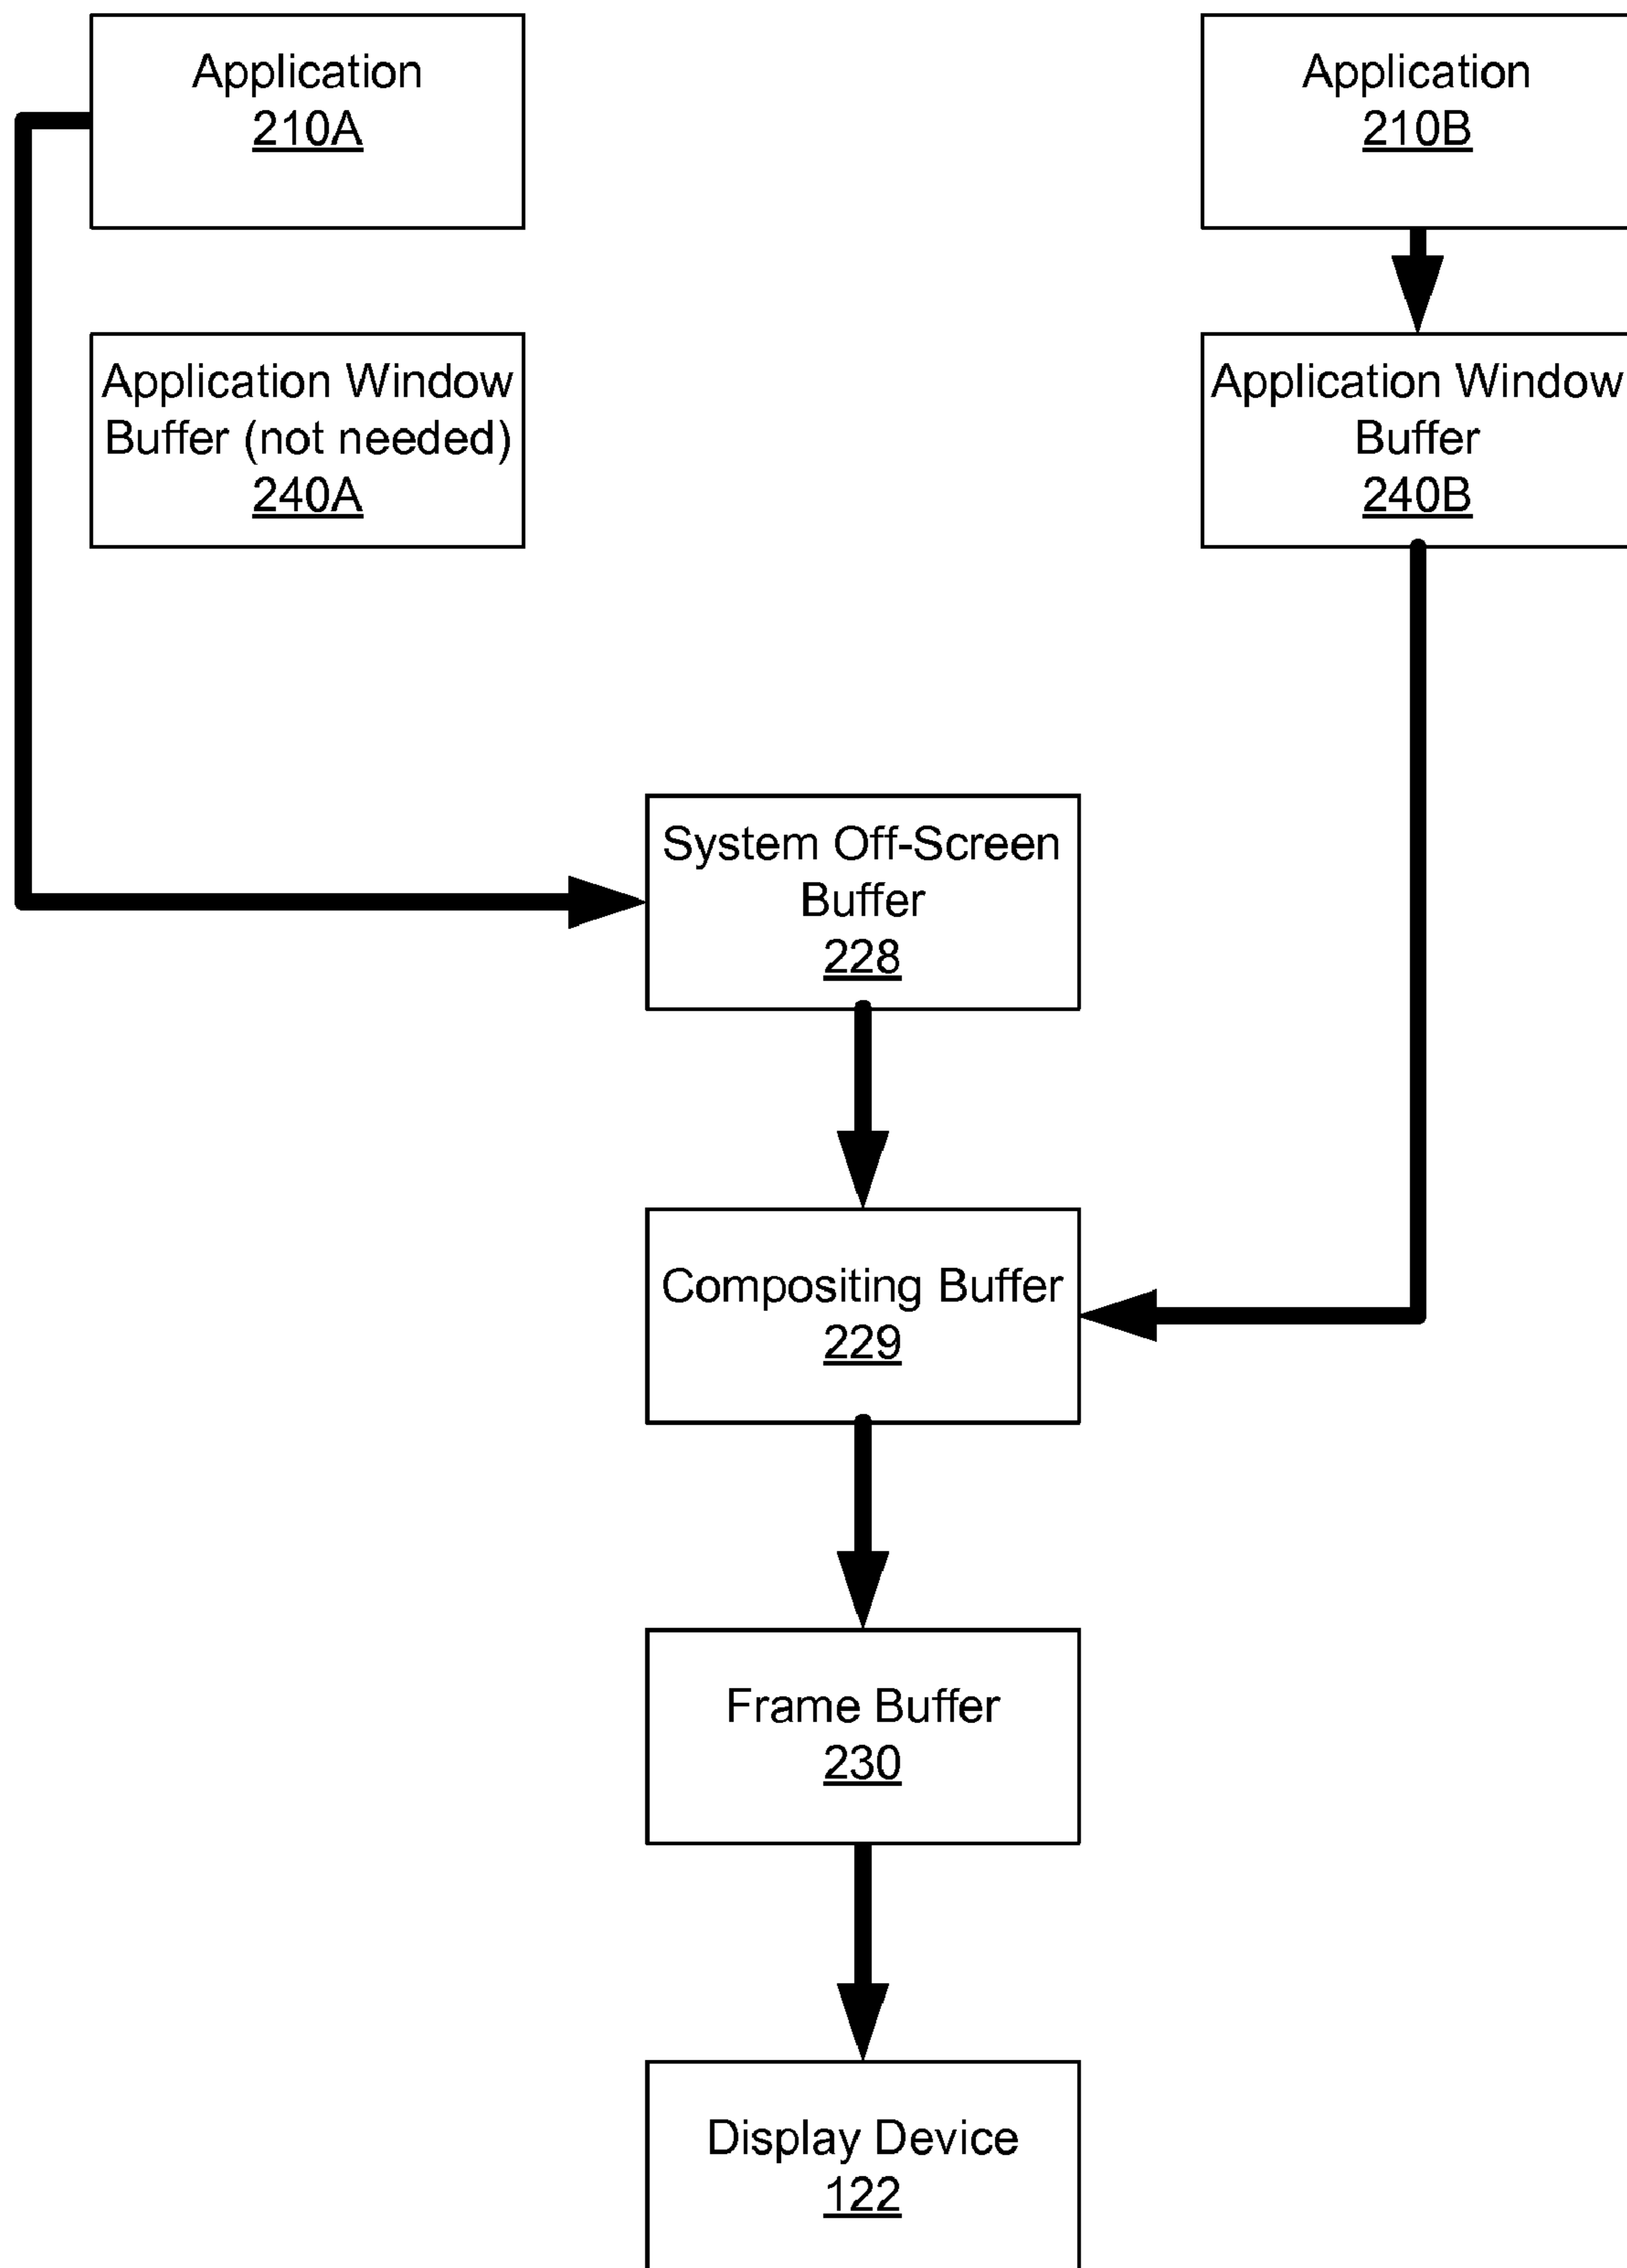 Application
210A
Application
210B
Application Window
Buffer (not needed)
240A
Application Window
Buffer
240B
System Off-Screen
Buffer
228
Compositing Buffer
229
Frame Buffer
230
Display Device
122